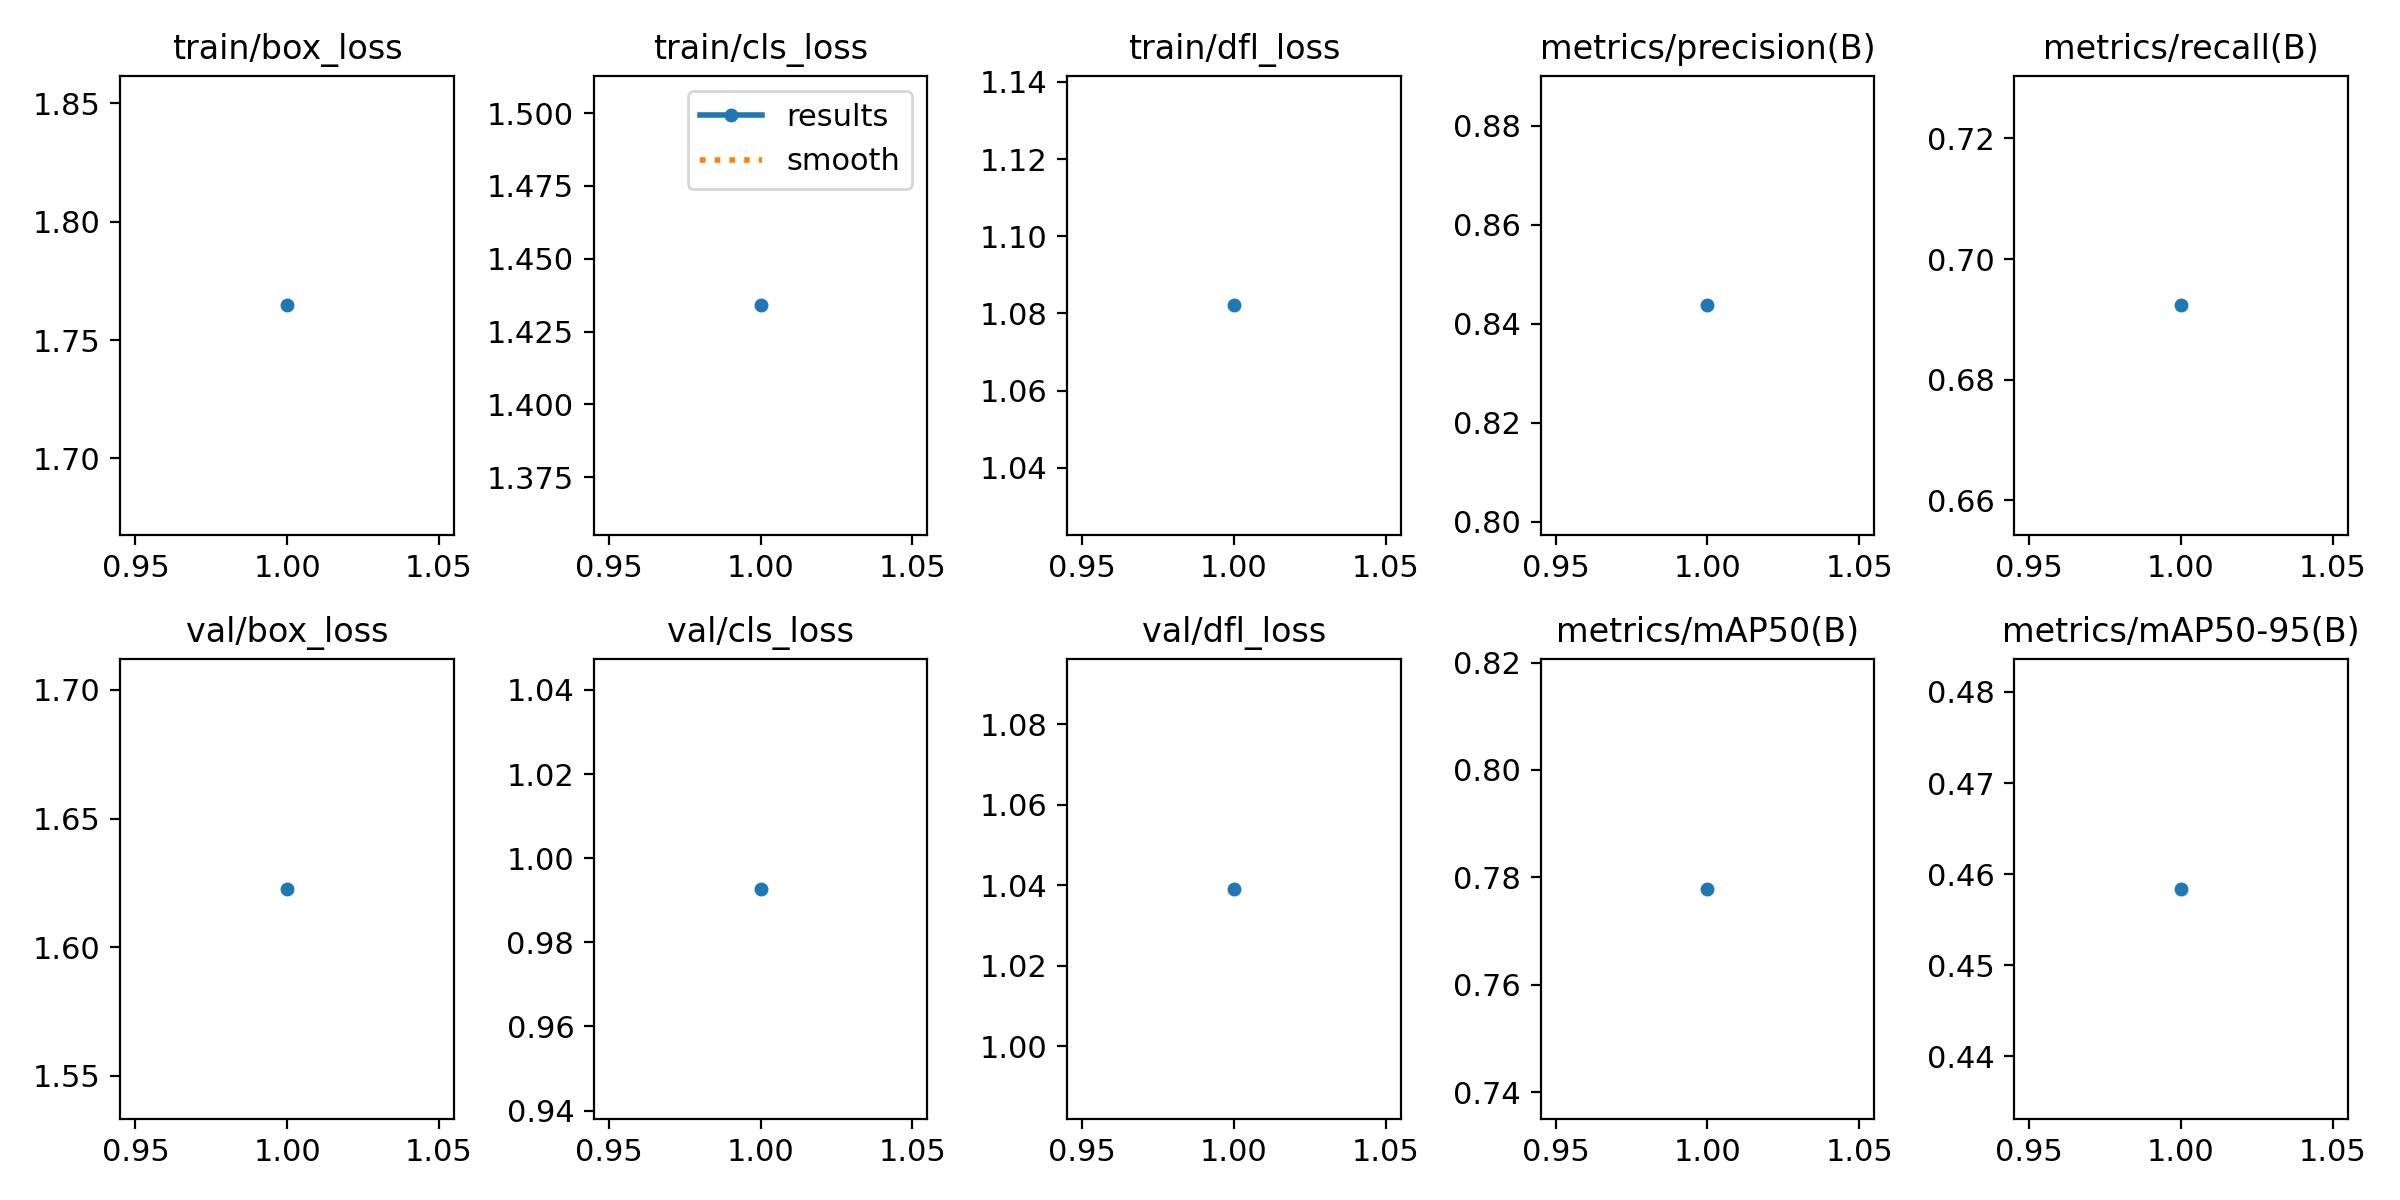 train/box_loss
1.85
1.80
1.75
1.70
0.95 1.00 1.05
train/cls_loss
results
smooth
1.500
1.475
1.450
1.425
1.400
1.375
0.95 1.00 1.05
train/dfl_loss
1.14
1.12
1.10
1.08
1.06
1.04
0.95 1.00 1.05
metrics/precision(B)
0.88
0.86
0.84
0.82
0.80
0.95 1.00 1.05
metrics/recall(B)
0.72
0.70
0.68
0.66
0.95 1.00 1.05
val/box_loss
1.70
1.65
1.60
1.55
0.95 1.00 1.05
val/cls_loss
1.04
1.02
1.00
0.98
0.96
0.94
0.95 1.00 1.05
val/dfl_loss
1.08
1.06
1.04
1.02
1.00
0.95 1.00 1.05
metrics/mAP50(B)
0.82
0.80
0.78
0.76
0.74
0.95 1.00 1.05
metrics/mAP50-95(B)
0.48
0.47
0.46
0.45
0.44
0.95 1.00 1.05